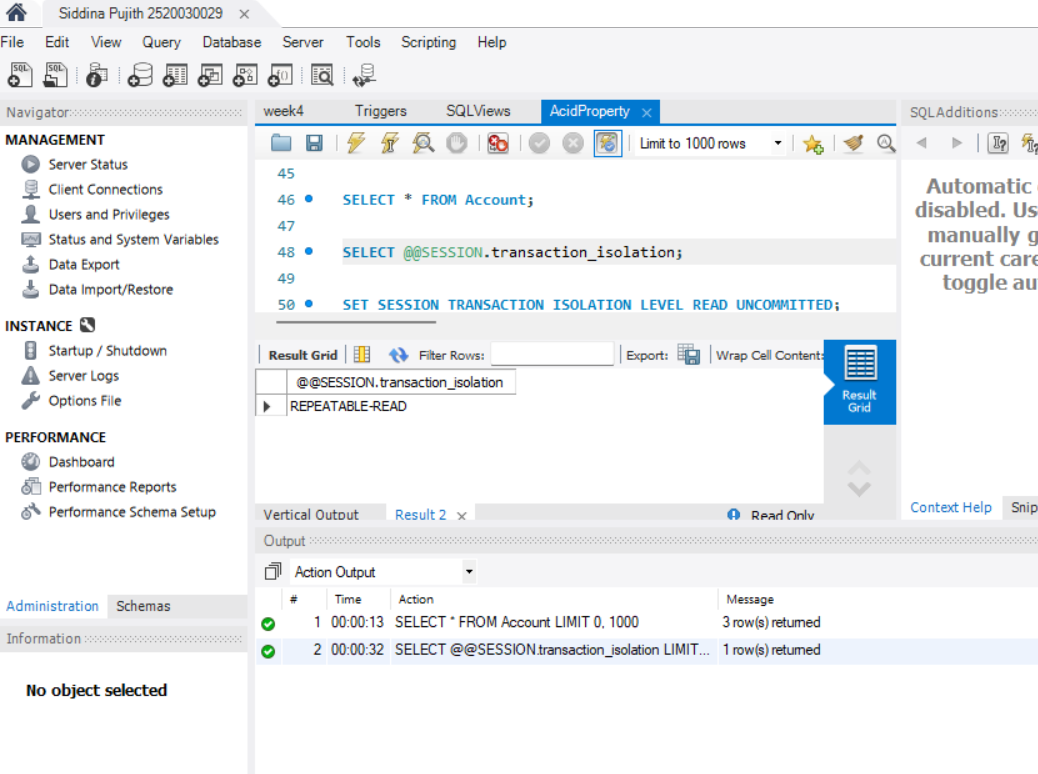 Siddina Pujith 2520030029
File Edit View Query Database Server Tools Scripting Help
Navigator
MANAGEMENT
Server Status
Client Connections
Users and Privileges
Status and System Variables
Data Export
Data Import/Restore
INSTANCE
Startup / Shutdown
Server Logs
Options File
PERFORMANCE
Dashboard
Performance Reports
Performance Schema Setup
Administration Schemas
Information
No object selected
week4 Triggers SQLViews AcidProperty
Limit to 1000 rows
45
46 SELECT * FROM Account;
47
48 SELECT @@SESSION.transaction_isolation;
49
50 SET SESSION TRANSACTION ISOLATION LEVEL READ UNCOMMITTED;
Result Grid Filter Rows: Export: Wrap Cell Content:
@@SESSION.transaction_isolation
REPEATABLE-READ
Result
Grid
Vertical Output Result 2 Read Only
SQLAdditions
Automatic
disabled. Us
manually g
current care
toggle au
Context Help Snip
Output
Action Output
# Time Action Message
1 00:00:13 SELECT * FROM Account LIMIT 0, 1000 3 row(s) returned
2 00:00:32 SELECT @@SESSION.transaction_isolation LIMIT... 1 row(s) returned